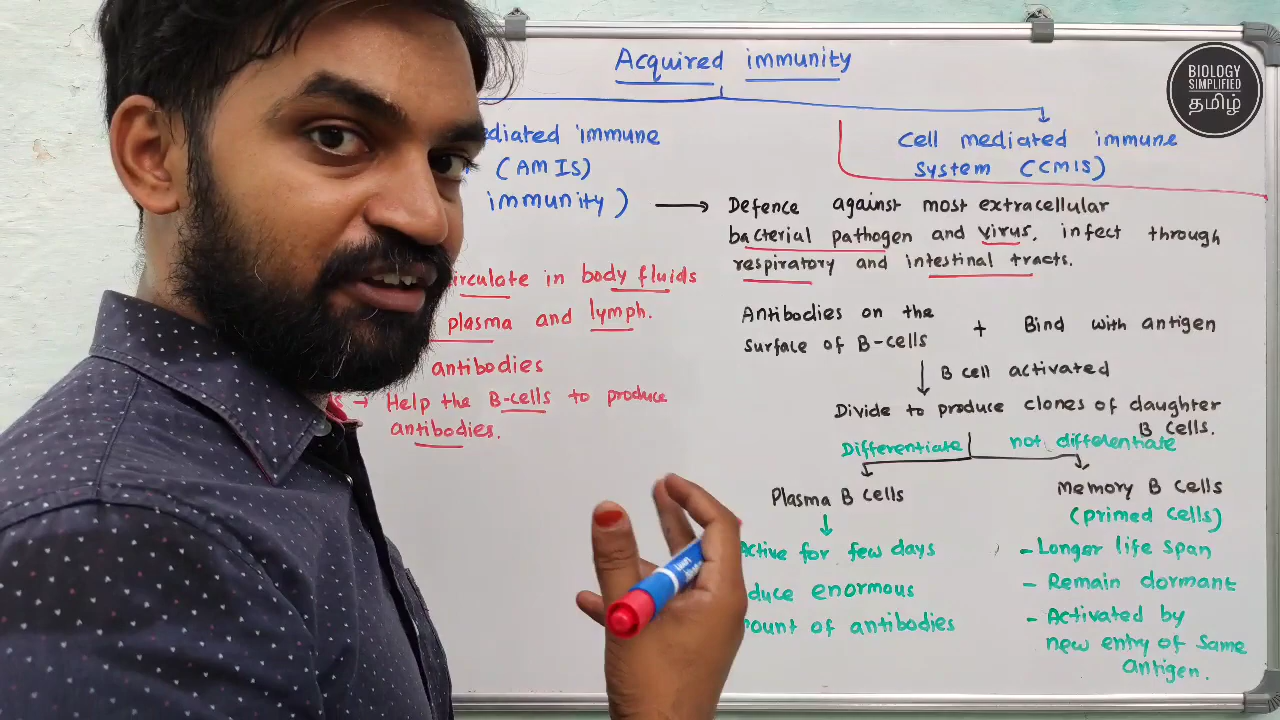 Acquired immunity
BIOLOGY
SIMPLIFIED
தமிழ்
mediated immune
(AMIS)
immunity)
Cell mediated immune
System (CMIS)
Defence against most extracellular
bacterial pathogen and virus. infect through
respiratory and intestinal tracts.
circulate in body fluids
plasma and lymph.
antibodies
→ Help the B-cells to produce
antibodies.
Antibodies on the
surface of B-cells
+ Bind with antigen
B cell activated
Divide to produce clones of daughter
B cells.
Differentiate
not differentiate
Plasma B cells
Memory B cells
(primed cells)
Active for few days
duce enormous
ount of antibodies
- Longer life span
- Remain dormant
- Activated by
new entry of same
antigen.